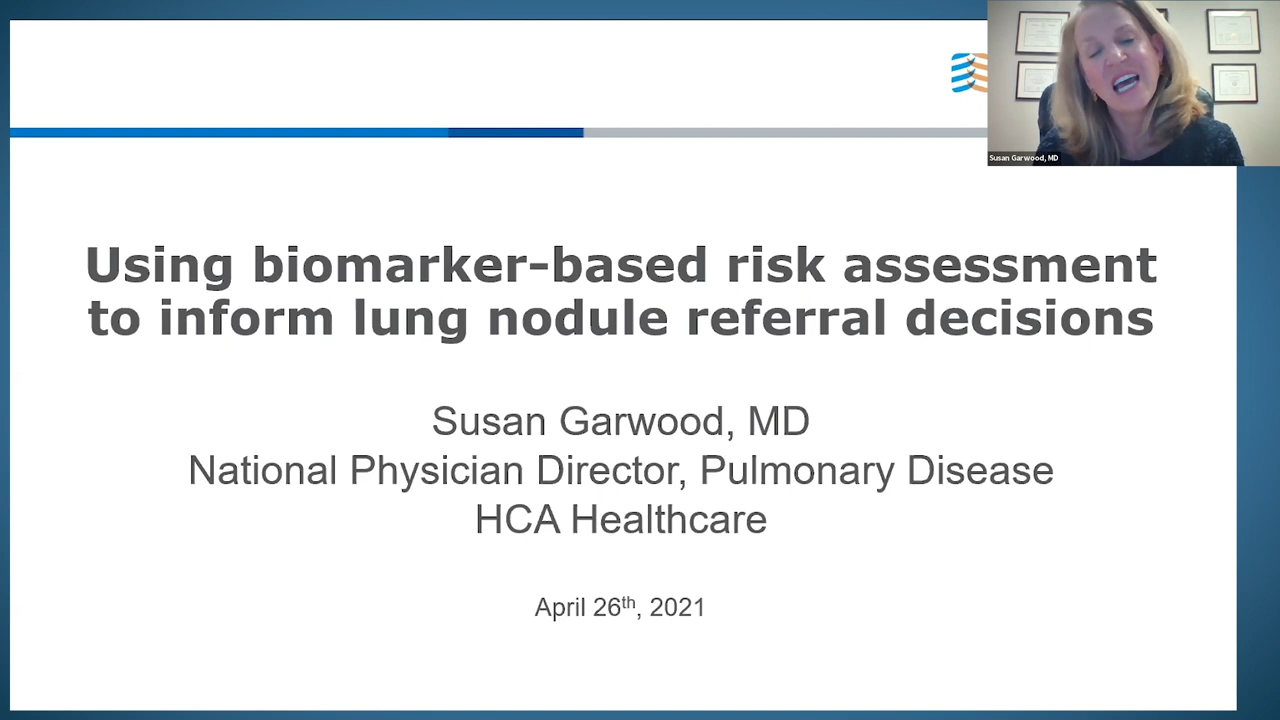 Susan Garwood, MD
Using biomarker-based risk assessment
to inform lung nodule referral decisions
Susan Garwood, MD
National Physician Director, Pulmonary Disease
HCA Healthcare
April 26th, 2021